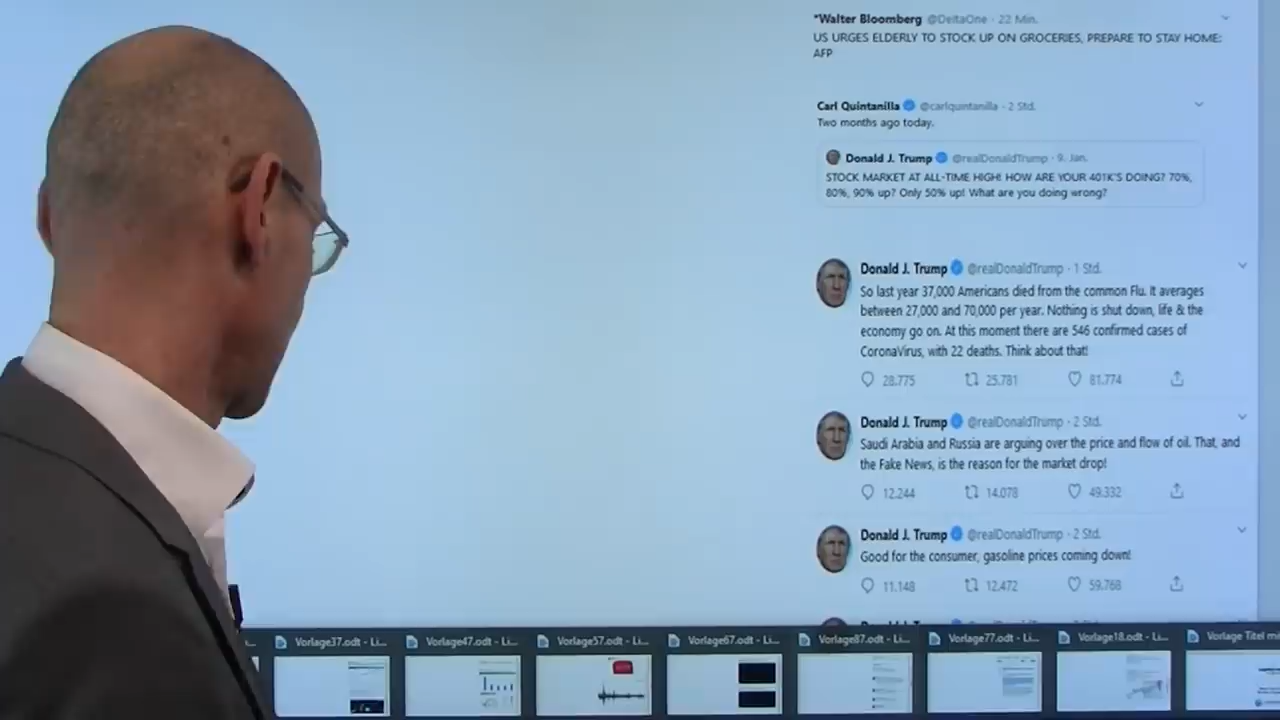 *Walter Bloomberg @DeltaOne · 22 Min.
US URGES ELDERLY TO STOCK UP ON GROCERIES, PREPARE TO STAY HOME:
AFP
Carl Quintanilla @carlquintanilla · 2 Std.
Two months ago today.
Donald J. Trump @realDonaldTrump · 9. Jan.
STOCK MARKET AT ALL-TIME HIGH! HOW ARE YOUR 401K'S DOING? 70%,
80%, 90% up? Only 50% up! What are you doing wrong?
Donald J. Trump @realDonaldTrump · 1 Std.
So last year 37,000 Americans died from the common Flu. It averages
between 27,000 and 70,000 per year. Nothing is shut down, life & the
economy go on. At this moment there are 546 confirmed cases of
CoronaVirus, with 22 deaths. Think about that!
28.775 25.781 81.774
Donald J. Trump @realDonaldTrump · 2 Std.
Saudi Arabia and Russia are arguing over the price and flow of oil. That, and
the Fake News, is the reason for the market drop!
12.244 14.078 49.332
Donald J. Trump @realDonaldTrump · 2 Std.
Good for the consumer, gasoline prices coming down!
11.148 12.472 59.768
Vorlage37.odt - Li... Vorlage47.odt - Li... Vorlage57.odt - Li... Vorlage67.odt - Li... Vorlage87.odt - Li... Vorlage77.odt - Li... Vorlage18.odt - Li... Vorlage Titel